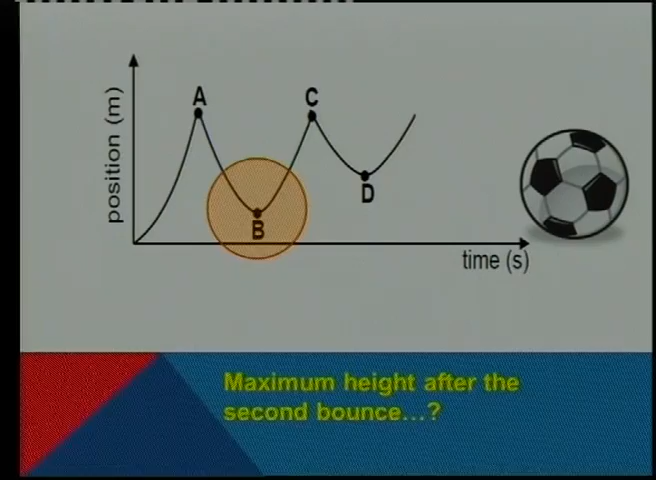 position (m)
A
C
B
D
time (s)
Maximum height after the
second bounce...?